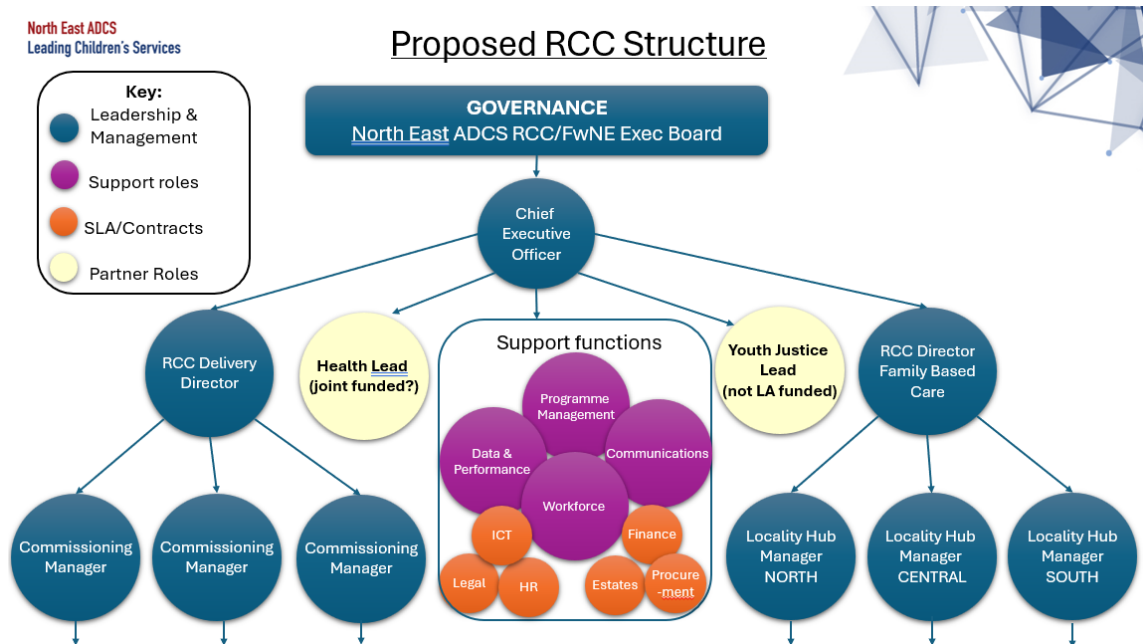 North East ADCS
Leading Children's Services
Proposed RCC Structure
Key:
Leadership &
Management
Support roles
SLA/Contracts
Partner Roles
GOVERNANCE
North East ADCS RCC/FwNE Exec Board
Chief
Executive
Officer
RCC Delivery
Director
Health Lead
(joint funded?)
Support functions
Programme
Management
Data &
Performance
Communications
Workforce
ICT
Finance
Legal
HR
Estates
Procure
-ment
Youth Justice
Lead
(not LA funded)
RCC Director
Family Based
Care
Commissioning
Manager
Commissioning
Manager
Commissioning
Manager
Locality Hub
Manager
NORTH
Locality Hub
Manager
CENTRAL
Locality Hub
Manager
SOUTH